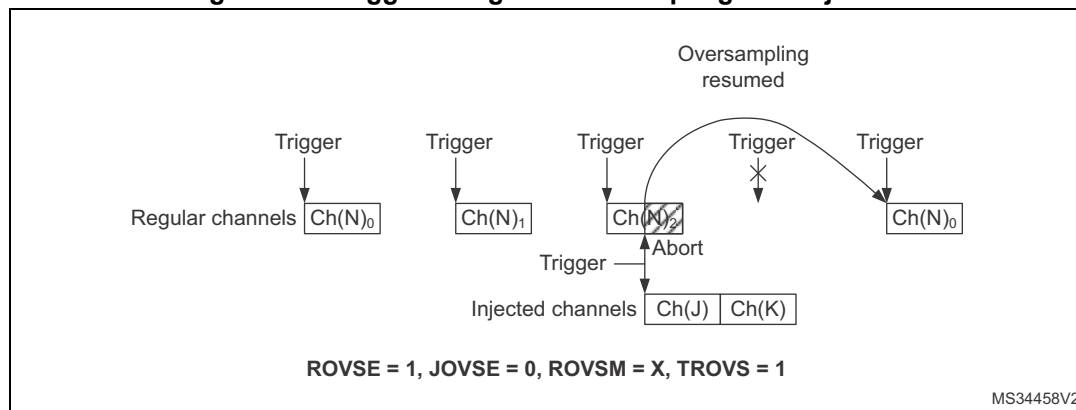 Oversampling
resumed
Trigger Trigger Trigger Trigger Trigger
Regular channels Ch(N)0 Ch(N)1 Ch(N)2 Ch(N)0
Abort
Trigger
Injected channels Ch(J) Ch(K)
ROVSE = 1, JOVSE = 0, ROVSM = X, TROVS = 1
MS34458V2